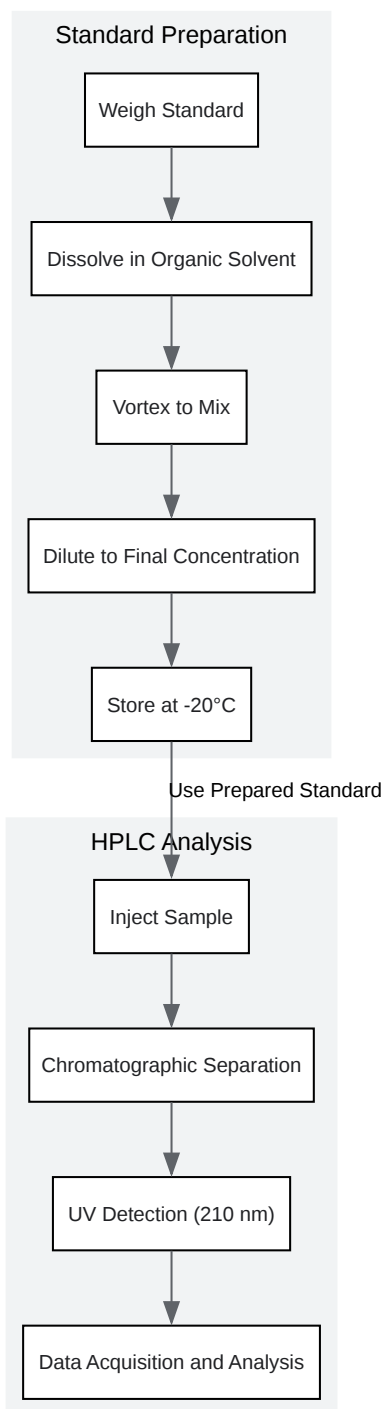 Standard Preparation
Weigh Standard
Dissolve in Organic Solvent
Vortex to Mix
Dilute to Final Concentration
Store at -20°C
Use Prepared Standard
HPLC Analysis
Inject Sample
Chromatographic Separation
UV Detection (210 nm)
Data Acquisition and Analysis